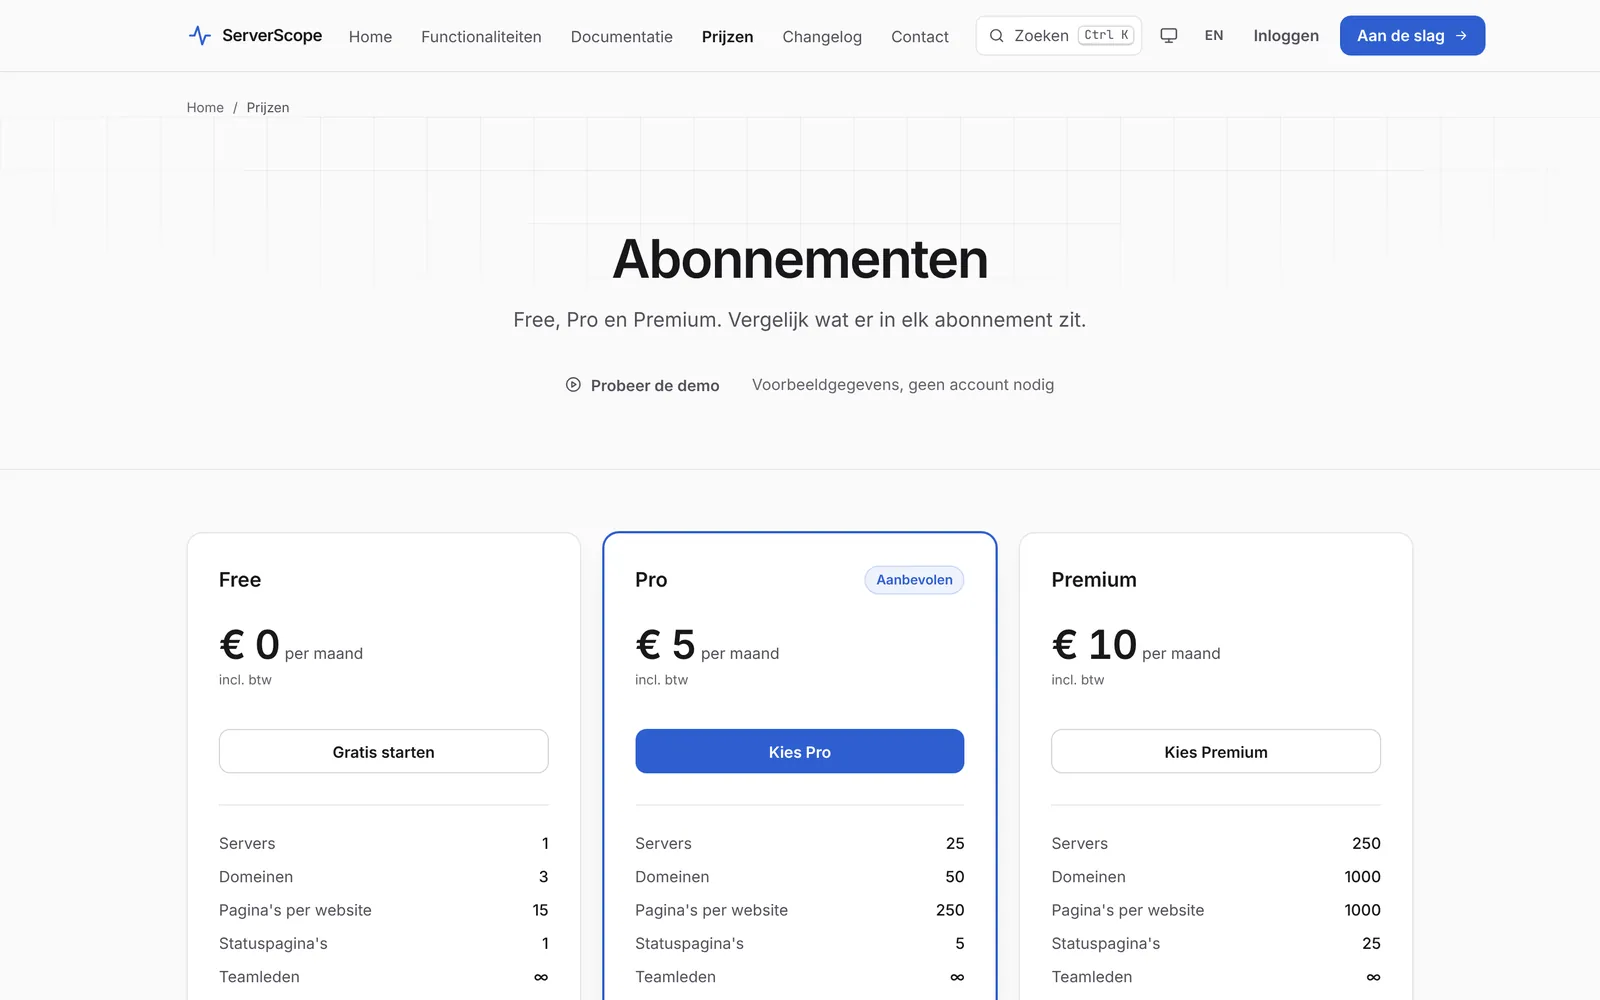 ServerScope Home Functionaliteiten Documentatie Prijzen Changelog Contact Zoeken Ctrl K EN Inloggen Aan de slag →
Home / Prijzen
Abonnementen
Free, Pro en Premium. Vergelijk wat er in elk abonnement zit.
Probeer de demo Voorbeeldgegevens, geen account nodig
Free
€ 0 per maand
incl. btw
Gratis starten
Servers 1
Domeinen 3
Pagina's per website 15
Statuspagina's 1
Teamleden ∞
Pro Aanbevolen
€ 5 per maand
incl. btw
Kies Pro
Servers 25
Domeinen 50
Pagina's per website 250
Statuspagina's 5
Teamleden ∞
Premium
€ 10 per maand
incl. btw
Kies Premium
Servers 250
Domeinen 1000
Pagina's per website 1000
Statuspagina's 25
Teamleden ∞